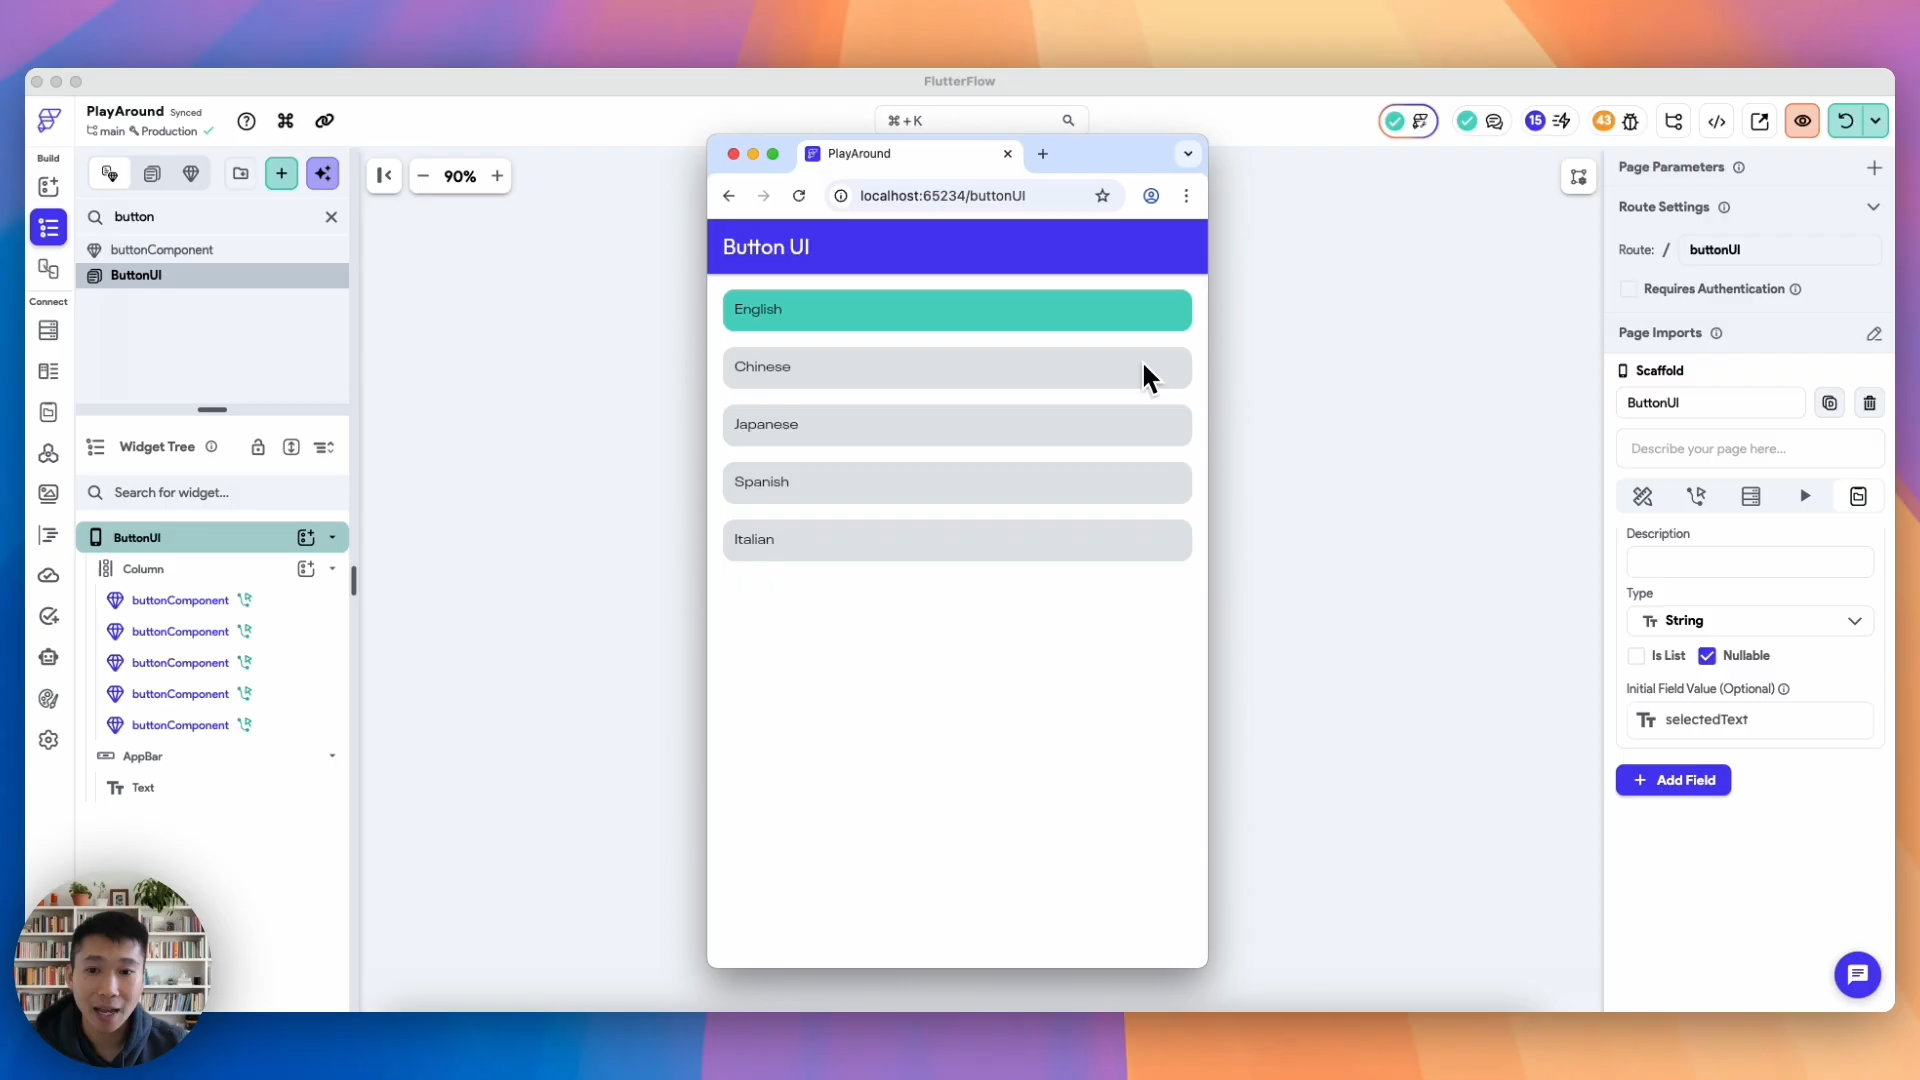 FlutterFlow
PlayAround Synced
main Production
⌘+K
15
43
Build
button
buttonComponent
ButtonUI
Connect
Widget Tree
Search for widget...
ButtonUI
Column
buttonComponent
buttonComponent
buttonComponent
buttonComponent
buttonComponent
AppBar
Text
90%
PlayAround
localhost:65234/buttonUI
Button UI
English
Chinese
Japanese
Spanish
Italian
Page Parameters
Route Settings
Route: / buttonUI
Requires Authentication
Page Imports
Scaffold
ButtonUI
Describe your page here...
Description
Type
String
Is List Nullable
Initial Field Value (Optional)
selectedText
+ Add Field